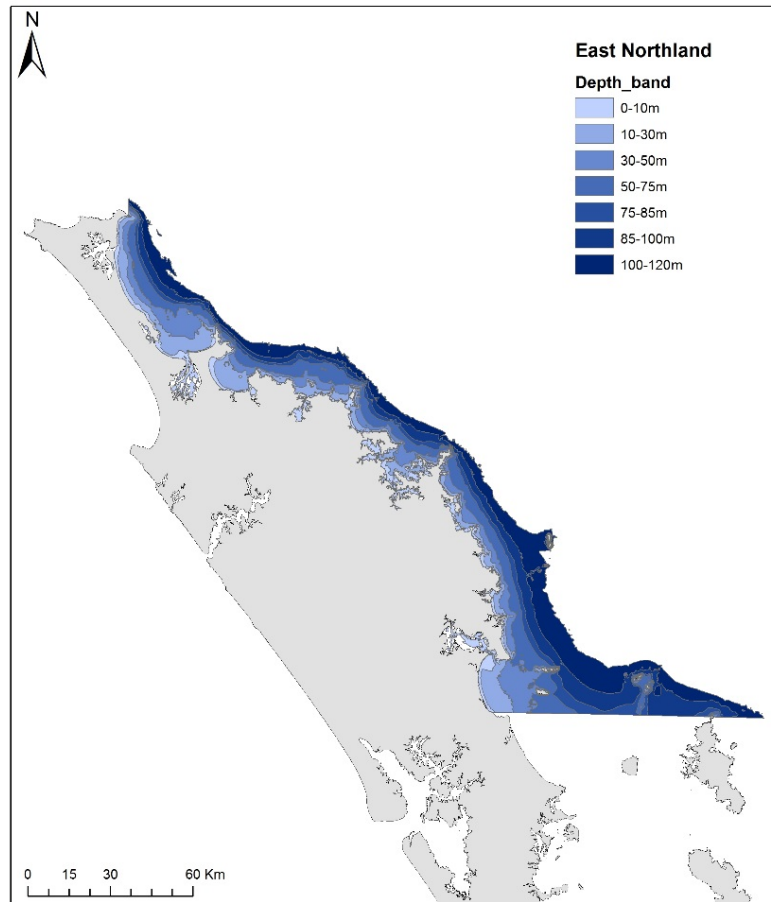 N
East Northland
Depth_band
0-10m
10-30m
30-50m
50-75m
75-85m
85-100m
100-120m
0 15 30 60 Km